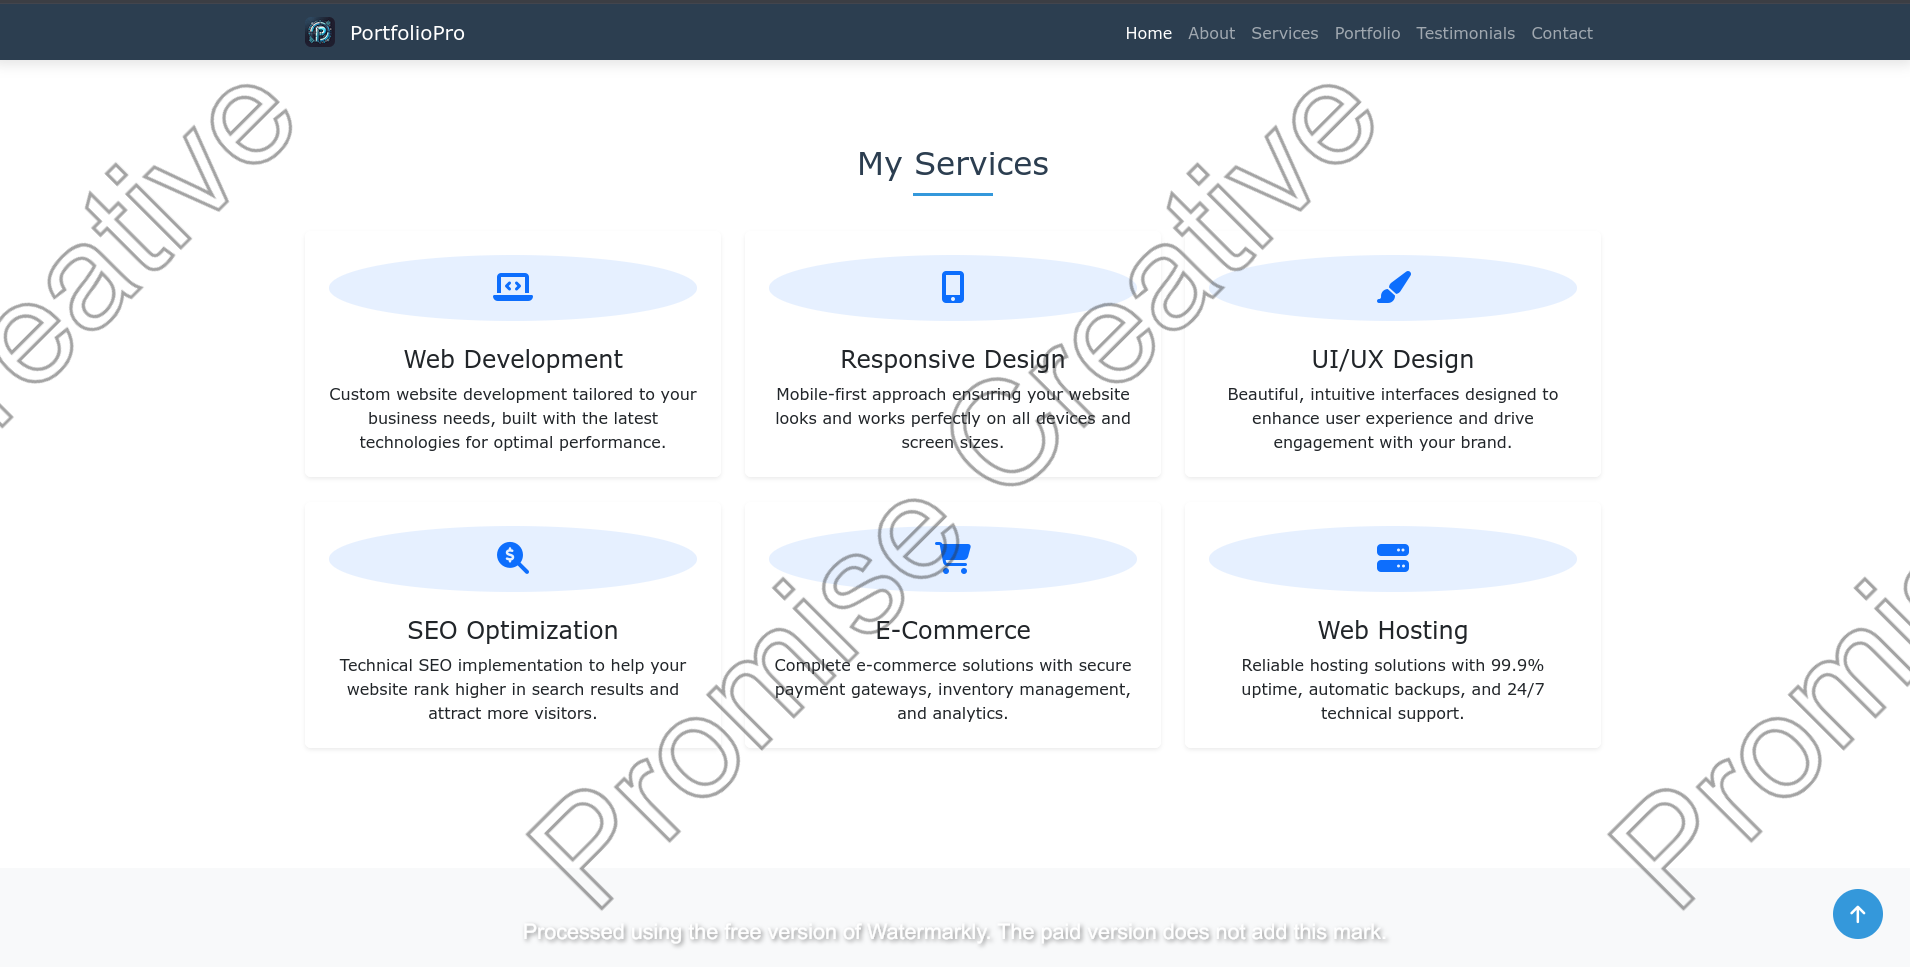 PortfolioPro
Home About Services Portfolio Testimonials Contact
My Services
Web Development
Custom website development tailored to your
business needs, built with the latest
technologies for optimal performance.
Responsive Design
Mobile-first approach ensuring your website
looks and works perfectly on all devices and
screen sizes.
UI/UX Design
Beautiful, intuitive interfaces designed to
enhance user experience and drive
engagement with your brand.
SEO Optimization
Technical SEO implementation to help your
website rank higher in search results and
attract more visitors.
E-Commerce
Complete e-commerce solutions with secure
payment gateways, inventory management,
and analytics.
Web Hosting
Reliable hosting solutions with 99.9%
uptime, automatic backups, and 24/7
technical support.
reative
Promise Creative
Promis
Processed using the free version of Watermarkly. The paid version does not add this mark.